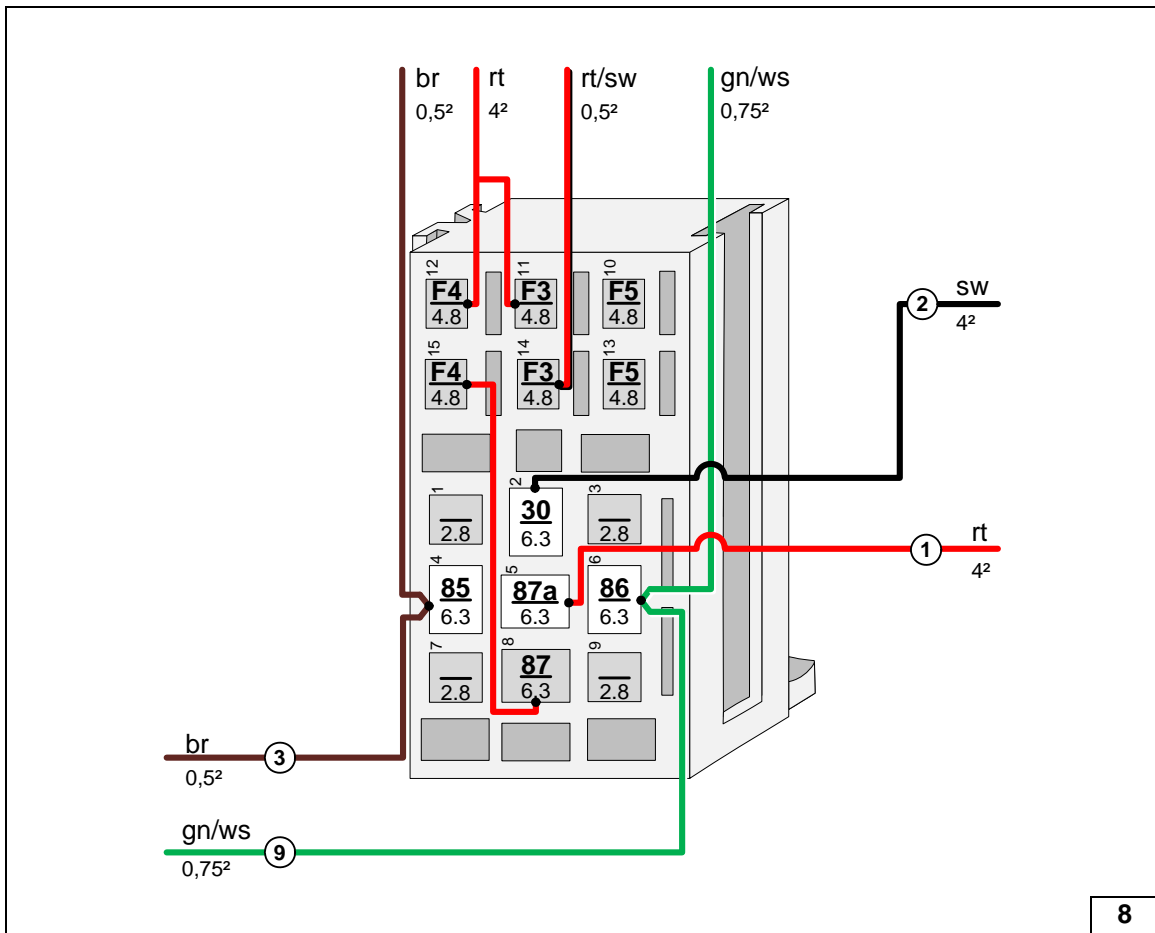 br rt rt/sw gn/ws
0,5² 4² 0,5² 0,75²
12 11 10
F4 F3 F5
4.8 4.8 4.8
15 14 13
F4 F3 F5
4.8 4.8 4.8
2 sw
4²
1 2 3
30
2.8 6.3 2.8
1 rt
4²
4 5 6
85 87a 86
6.3 6.3 6.3
7 8 9
87
2.8 6.3 2.8
br 3
0,5²
gn/ws 9
0,75²
8